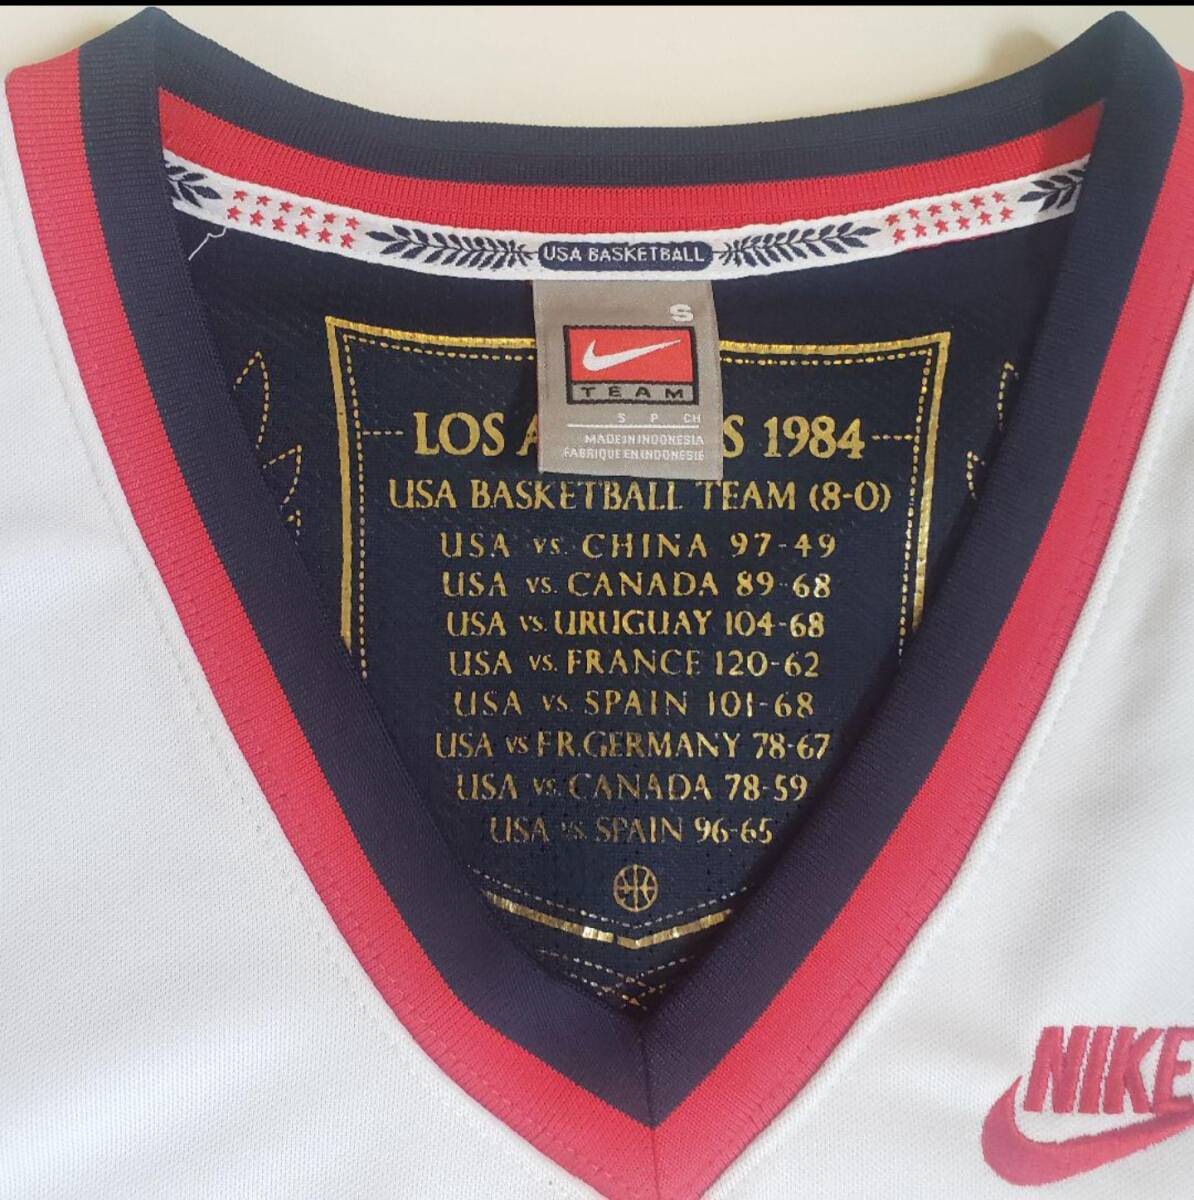 USA BASKETBALL
S
TEAM
S P CH
MADE IN INDONESIA
FABRIQUE EN INDONESIE
LOS A S 1984
USA BASKETBALL TEAM (8-0)
USA VS. CHINA 97-49
USA VS. CANADA 89-68
USA VS. URUGUAY 104-68
USA VS. FRANCE 120-62
USA VS. SPAIN 101-68
USA VS FR.GERMANY 78-67
USA VS. CANADA 78-59
USA VS. SPAIN 96-65
NIKE